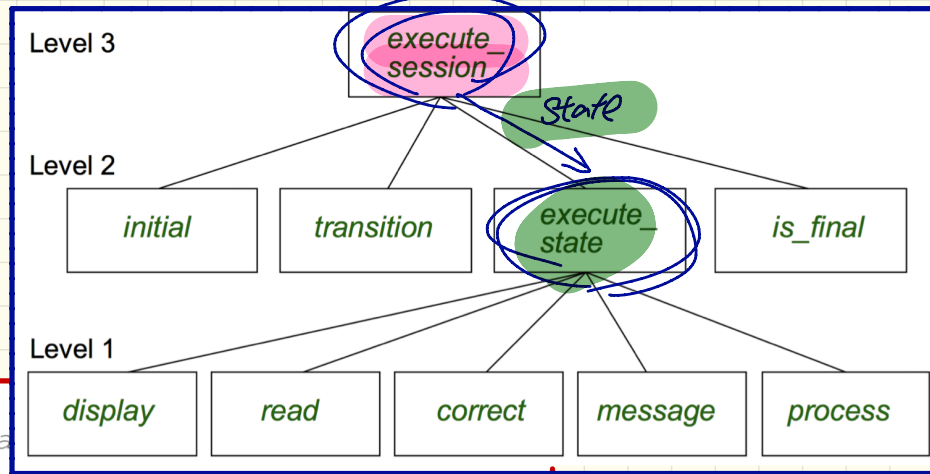 Level 3
execute_
session
State
Level 2
initial
transition
execute_
state
is_final
Level 1
display
read
correct
message
process